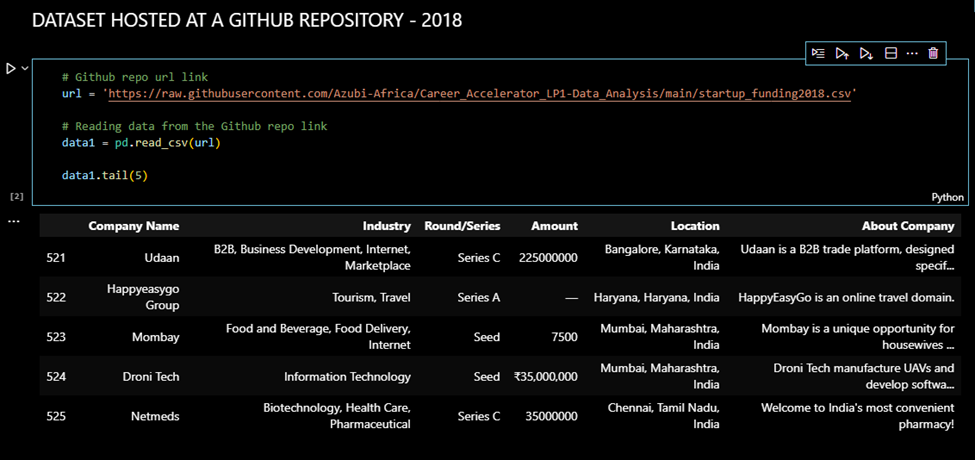 DATASET HOSTED AT A GITHUB REPOSITORY - 2018
# Github repo url link
url = 'https://raw.githubusercontent.com/Azubi-Africa/Career_Accelerator_LP1-Data_Analysis/main/startup_funding2018.csv'
# Reading data from the Github repo link
data1 = pd.read_csv(url)
data1.tail(5)
[2]
Python
...
Company Name Industry Round/Series Amount Location About Company
521 Udaan B2B, Business Development, Internet, Marketplace Series C 225000000 Bangalore, Karnataka, India Udaan is a B2B trade platform, designed specif...
522 Happyeasygo Group Tourism, Travel Series A — Haryana, Haryana, India HappyEasyGo is an online travel domain.
523 Mombay Food and Beverage, Food Delivery, Internet Seed 7500 Mumbai, Maharashtra, India Mombay is a unique opportunity for housewives ...
524 Droni Tech Information Technology Seed ₹35,000,000 Mumbai, Maharashtra, India Droni Tech manufacture UAVs and develop softwa...
525 Netmeds Biotechnology, Health Care, Pharmaceutical Series C 35000000 Chennai, Tamil Nadu, India Welcome to India's most convenient pharmacy!